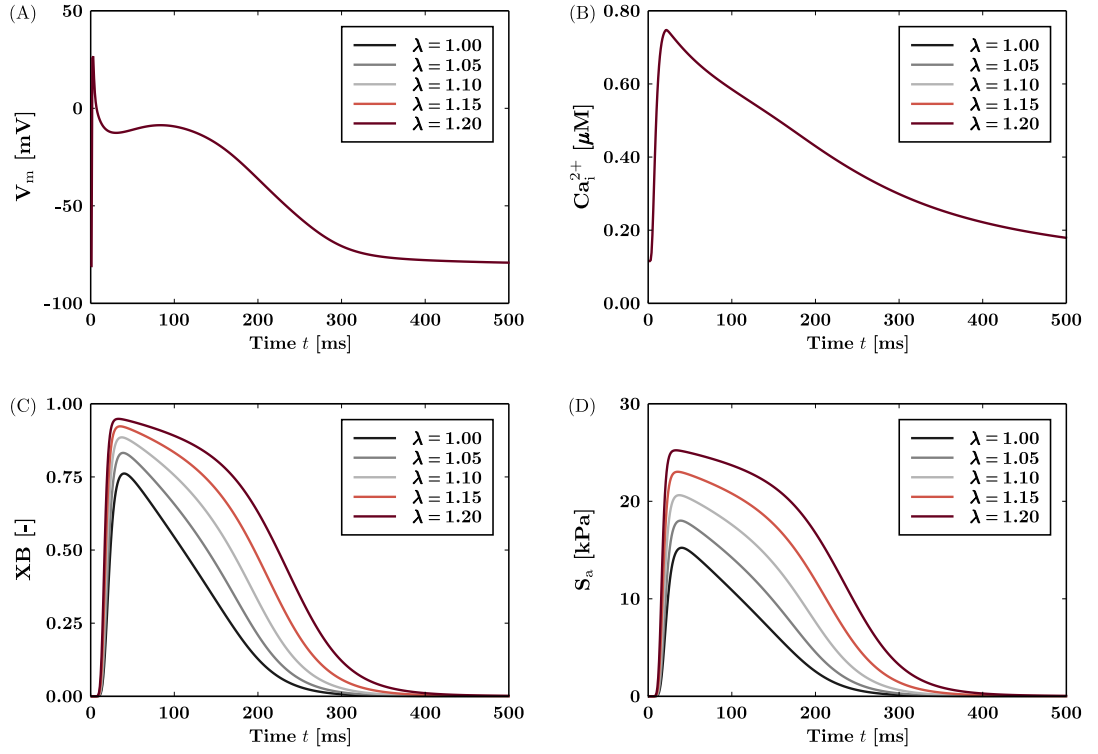 (A)
50
0
-50
-100
V_m [mV]
0 100 200 300 400 500
Time t [ms]
λ = 1.00
λ = 1.05
λ = 1.10
λ = 1.15
λ = 1.20
(B)
0.80
0.60
0.40
0.20
0.00
Ca_i^2+ [μM]
0 100 200 300 400 500
Time t [ms]
λ = 1.00
λ = 1.05
λ = 1.10
λ = 1.15
λ = 1.20
(C)
1.00
0.75
0.50
0.25
0.00
XB [-]
0 100 200 300 400 500
Time t [ms]
λ = 1.00
λ = 1.05
λ = 1.10
λ = 1.15
λ = 1.20
(D)
30
20
10
0
S_a [kPa]
0 100 200 300 400 500
Time t [ms]
λ = 1.00
λ = 1.05
λ = 1.10
λ = 1.15
λ = 1.20